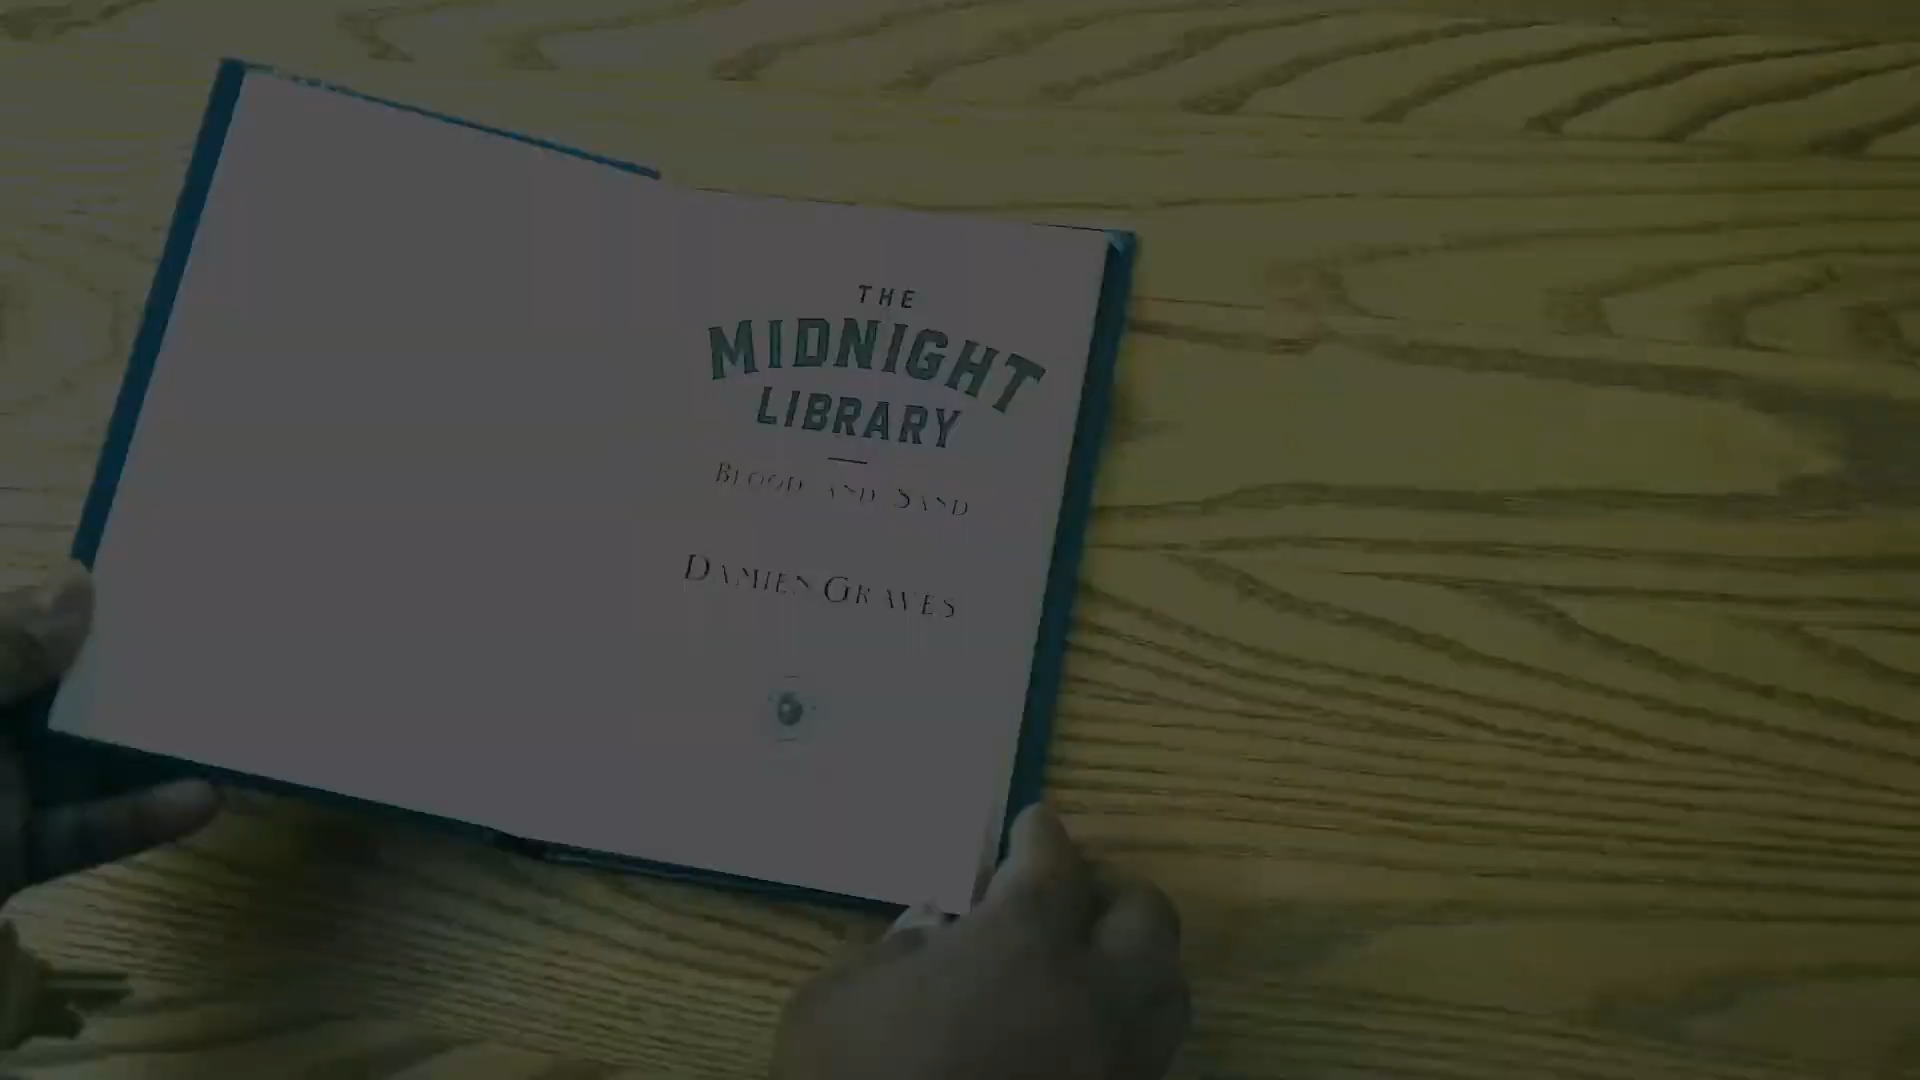 THE
MIDNIGHT
LIBRARY
BLOOD AND SAND
DAMIEN GRAVES